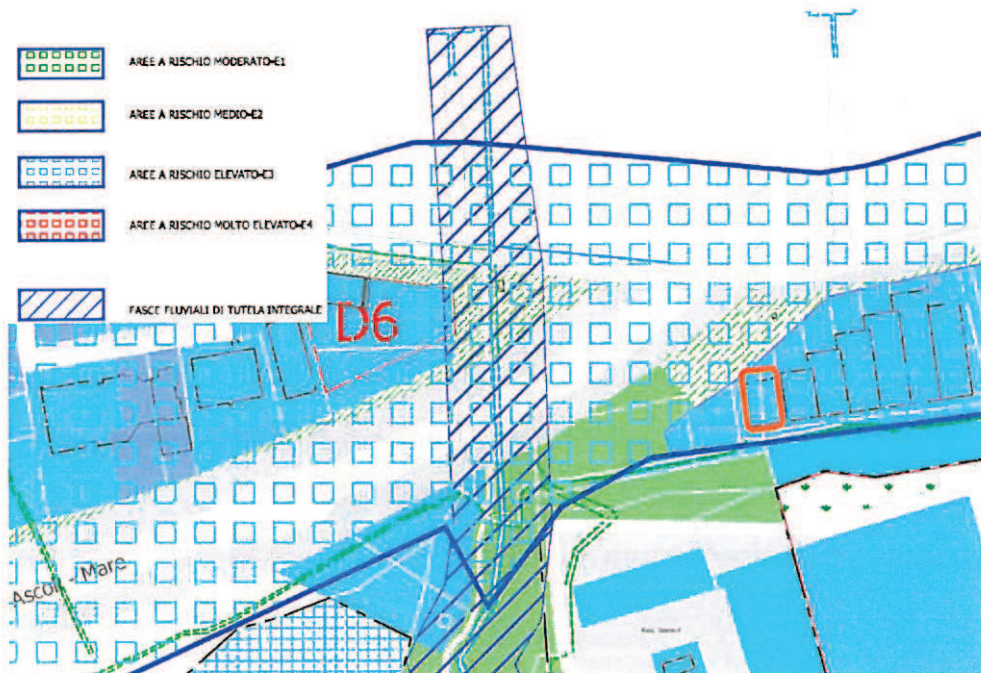 AREE A RISCHIO MODERATO-E1
AREE A RISCHIO MEDIO-E2
AREE A RISCHIO ELEVATO-E3
AREE A RISCHIO MOLTO ELEVATO-E4
FASCE FLUVIALI DI TUTELA INTEGRALE
D6
Ascoli - Mare